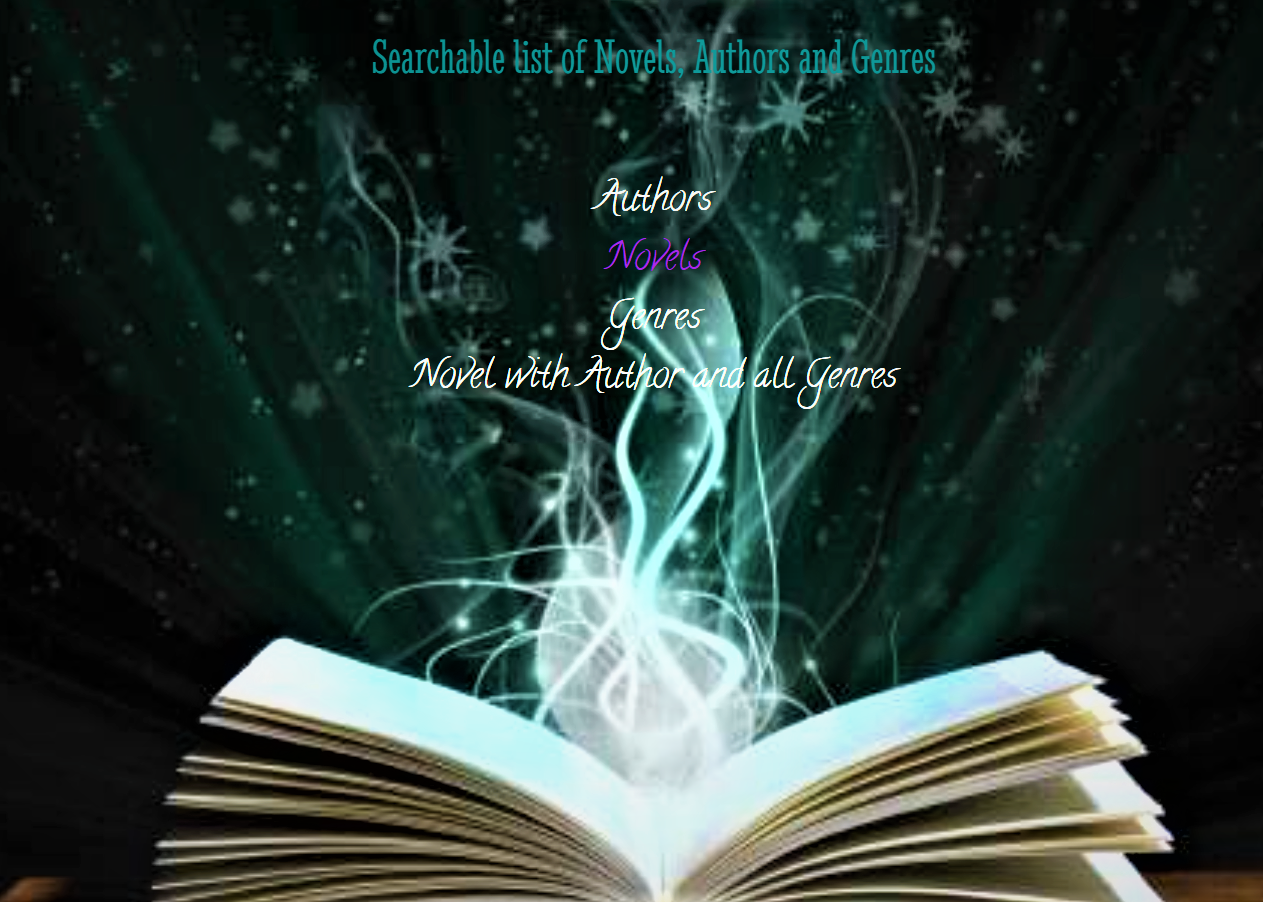 Searchable list of Novels, Authors and Genres
Authors
Novels
Genres
Novel with Author and all Genres